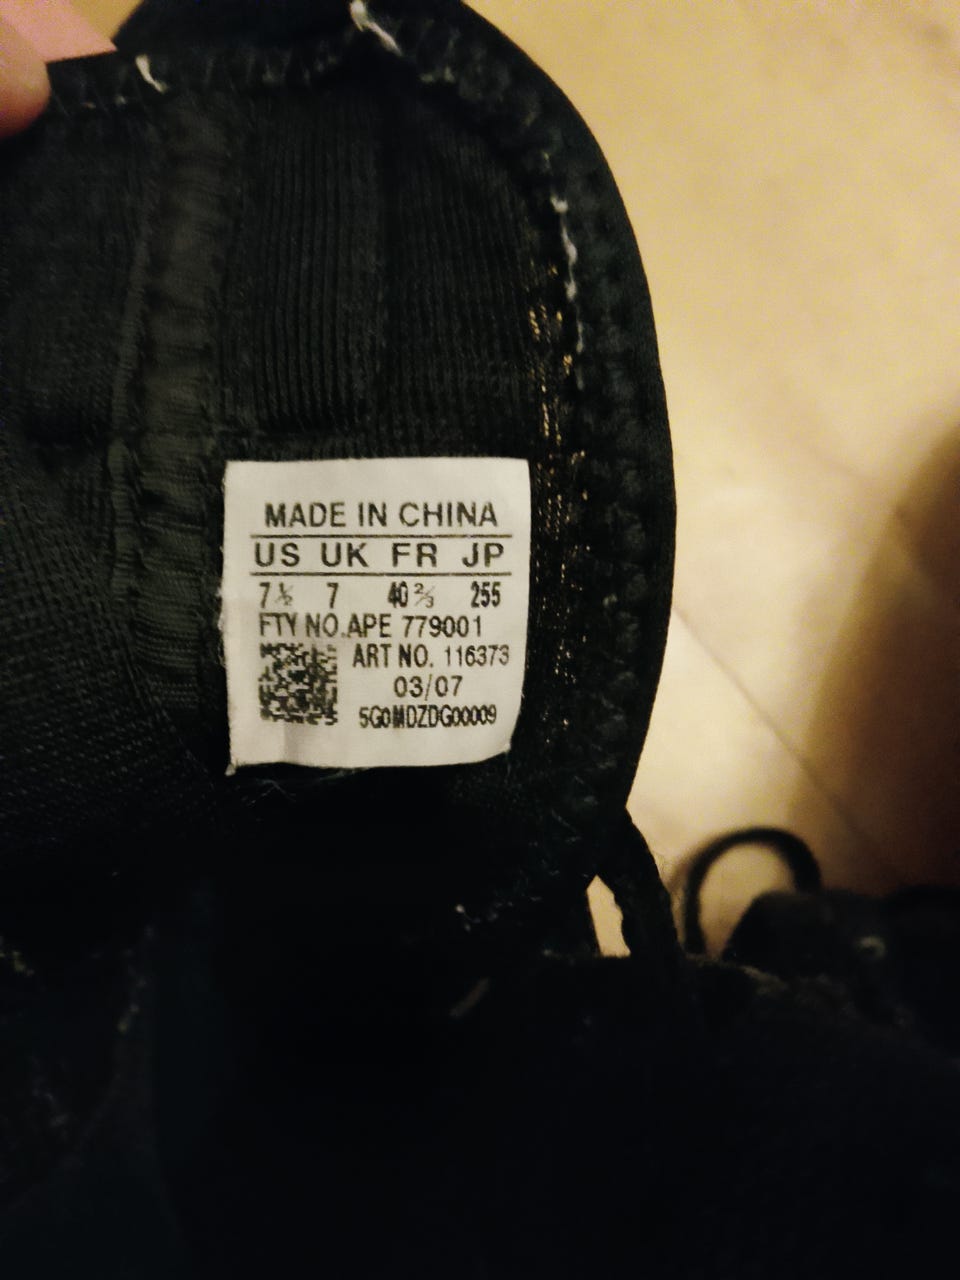 MADE IN CHINA
US UK FR JP
7½ 7 40⅔ 255
FTY NO.APE 779001
ART NO. 116373
03/07
5G0MDZDG00009